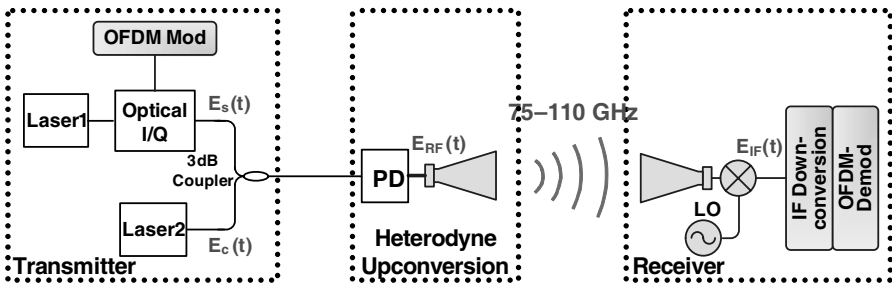 OFDM Mod
Laser1
Optical
I/Q
Es(t)
3dB
Coupler
Laser2
Ec(t)
Transmitter
PD
ERF(t)
Heterodyne
Upconversion
75–110 GHz
LO
EIF(t)
IF Down-
conversion
OFDM-
Demod
Receiver